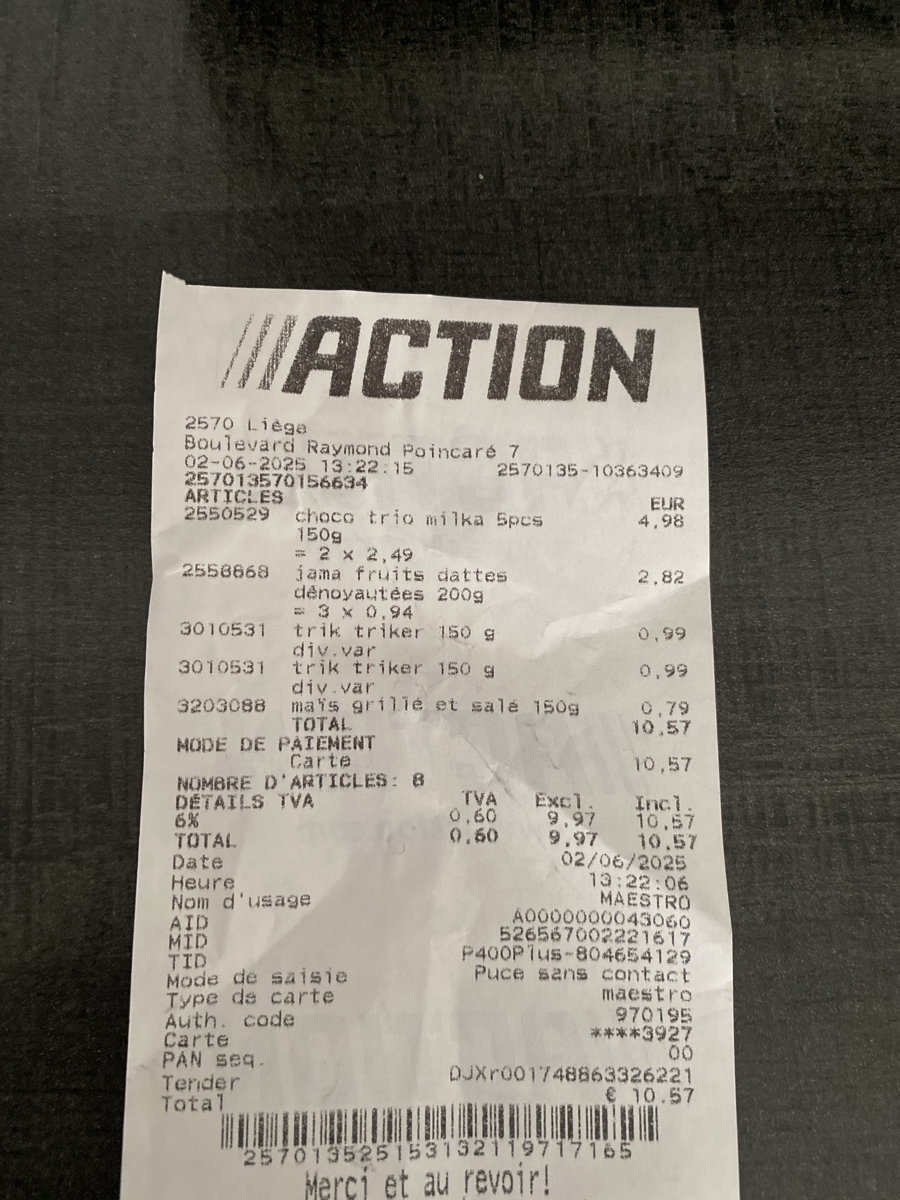 ACTION
2570 Liège
Boulevard Raymond Poincaré 7
02-06-2025 13:22:15 2570135-10363409
257013570156634
ARTICLES EUR
2550529 choco trio milka 5pcs 4,98
150g
= 2 x 2,49
2558868 jama fruits dattes 2,82
dénoyautées 200g
= 3 x 0,94
3010531 trik triker 150 g 0,99
div.var
3010531 trik triker 150 g 0,99
div.var
3203088 maïs grillé et salé 150g 0,79
TOTAL 10,57
MODE DE PAIEMENT
Carte 10,57
NOMBRE D'ARTICLES: 8
DÉTAILS TVA TVA Excl. Incl.
6% 0,60 9,97 10,57
TOTAL 0,60 9,97 10,57
Date 02/06/2025
Heure 13:22:06
Nom d'usage MAESTRO
AID A0000000043060
MID 526567002221617
TID P400Plus-804654129
Mode de saisie Puce sans contact
Type de carte maestro
Auth. code 970195
Carte ****3927
PAN seq. 00
Tender DJXr001748863326221
Total € 10.57
257013525153132119717165
Merci et au revoir!